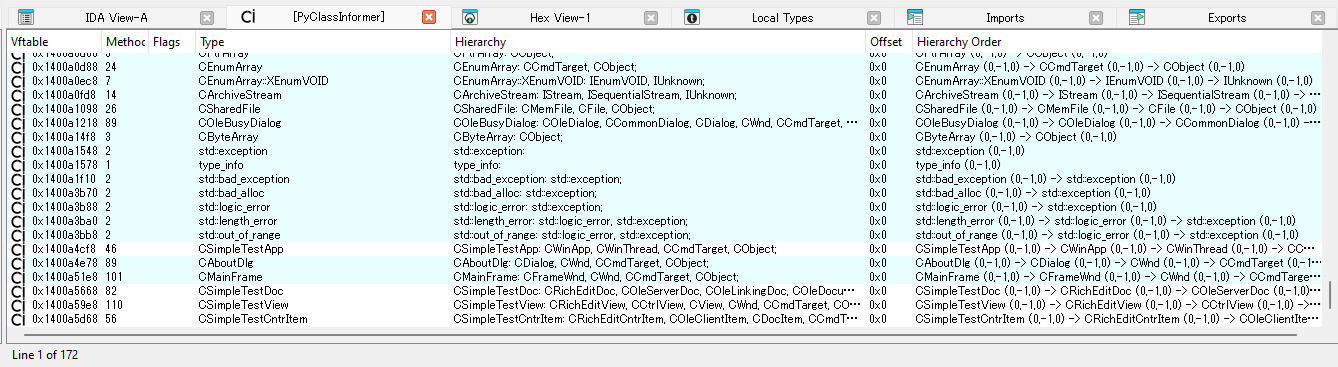 IDA View-A [PyClassInformer] Hex View-1 Local Types Imports Exports
Vftable Method Flags Type Hierarchy Offset Hierarchy Order
0x1400a0d88 24 CEnumArray CEnumArray: CCmdTarget, CObject; 0x0 CEnumArray (0,-1,0) -> CCmdTarget (0,-1,0) -> CObject (0,-1,0)
0x1400a0ec8 7 CEnumArray::XEnumVOID CEnumArray::XEnumVOID: IEnumVOID, IUnknown; 0x0 CEnumArray::XEnumVOID (0,-1,0) -> IEnumVOID (0,-1,0) -> IUnknown (0,-1,0)
0x1400a0fd8 14 CArchiveStream CArchiveStream: IStream, ISequentialStream, IUnknown; 0x0 CArchiveStream (0,-1,0) -> IStream (0,-1,0) -> ISequentialStream (0,-1,0) -> IUn…
0x1400a1098 26 CSharedFile CSharedFile: CMemFile, CFile, CObject; 0x0 CSharedFile (0,-1,0) -> CMemFile (0,-1,0) -> CFile (0,-1,0) -> CObject (0,-1,0)
0x1400a1218 89 COleBusyDialog COleBusyDialog: COleDialog, CCommonDialog, CDialog, CWnd, CCmdTarget, … 0x0 COleBusyDialog (0,-1,0) -> COleDialog (0,-1,0) -> CCommonDialog (0,-1,0) -…
0x1400a14f8 3 CByteArray CByteArray: CObject; 0x0 CByteArray (0,-1,0) -> CObject (0,-1,0)
0x1400a1548 2 std::exception std::exception: 0x0 std::exception (0,-1,0)
0x1400a1578 1 type_info type_info: 0x0 type_info (0,-1,0)
0x1400a1f10 2 std::bad_exception std::bad_exception: std::exception; 0x0 std::bad_exception (0,-1,0) -> std::exception (0,-1,0)
0x1400a3b70 2 std::bad_alloc std::bad_alloc: std::exception; 0x0 std::bad_alloc (0,-1,0) -> std::exception (0,-1,0)
0x1400a3b88 2 std::logic_error std::logic_error: std::exception; 0x0 std::logic_error (0,-1,0) -> std::exception (0,-1,0)
0x1400a3ba0 2 std::length_error std::length_error: std::logic_error, std::exception; 0x0 std::length_error (0,-1,0) -> std::logic_error (0,-1,0) -> std::exception (0,-1,0)
0x1400a3bb8 2 std::out_of_range std::out_of_range: std::logic_error, std::exception; 0x0 std::out_of_range (0,-1,0) -> std::logic_error (0,-1,0) -> std::exception (0,-1,0)
0x1400a4cf8 46 CSimpleTestApp CSimpleTestApp: CWinApp, CWinThread, CCmdTarget, CObject; 0x0 CSimpleTestApp (0,-1,0) -> CWinApp (0,-1,0) -> CWinThread (0,-1,0) -> CC…
0x1400a4e78 89 CAboutDlg CAboutDlg: CDialog, CWnd, CCmdTarget, CObject; 0x0 CAboutDlg (0,-1,0) -> CDialog (0,-1,0) -> CWnd (0,-1,0) -> CCmdTarget (0,-1…
0x1400a51e8 101 CMainFrame CMainFrame: CFrameWnd, CWnd, CCmdTarget, CObject; 0x0 CMainFrame (0,-1,0) -> CFrameWnd (0,-1,0) -> CWnd (0,-1,0) -> CCmdTarge…
0x1400a5668 82 CSimpleTestDoc CSimpleTestDoc: CRichEditDoc, COleServerDoc, COleLinkingDoc, COleDocu… 0x0 CSimpleTestDoc (0,-1,0) -> CRichEditDoc (0,-1,0) -> COleServerDoc (0,-1,0)…
0x1400a59e8 110 CSimpleTestView CSimpleTestView: CRichEditView, CCtrlView, CView, CWnd, CCmdTarget, CO… 0x0 CSimpleTestView (0,-1,0) -> CRichEditView (0,-1,0) -> CCtrlView (0,-1,0) -…
0x1400a5d68 56 CSimpleTestCntrItem CSimpleTestCntrItem: CRichEditCntrItem, COleClientItem, CDocItem, CCmdT… 0x0 CSimpleTestCntrItem (0,-1,0) -> CRichEditCntrItem (0,-1,0) -> COleClientIte…
Line 1 of 172